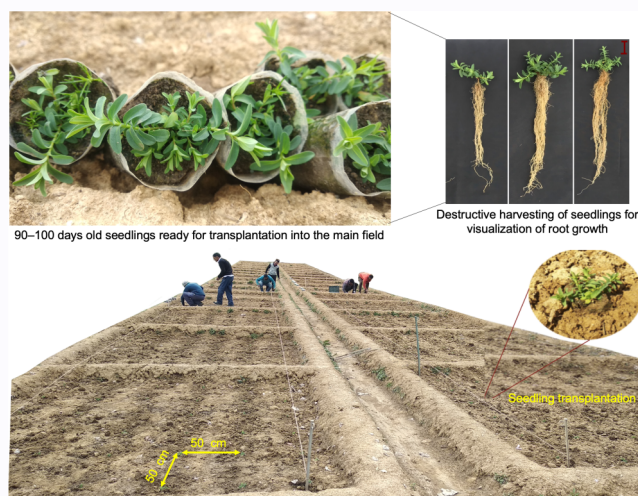 90–100 days old seedlings ready for transplantation into the main field
Destructive harvesting of seedlings for
visualization of root growth
Seedling transplantation
50 cm
50 cm